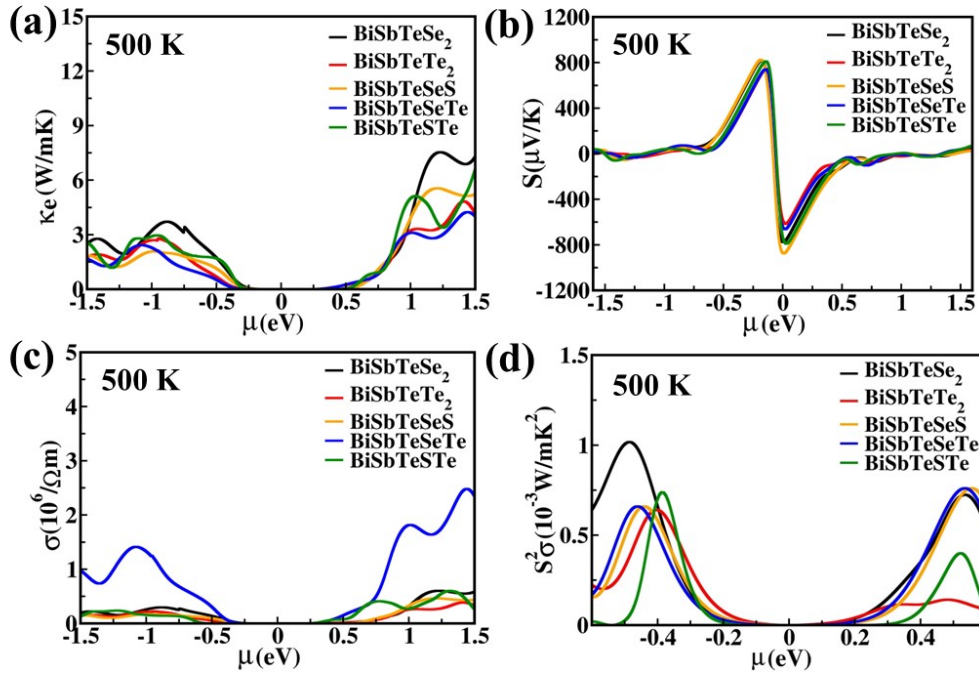 (a)
15
12
9
6
3
0
κe(W/mK)
500 K
BiSbTeSe2
BiSbTeTe2
BiSbTeSeS
BiSbTeSeTe
BiSbTeSTe
-1.5 -1 -0.5 0 0.5 1 1.5
μ(eV)
(b)
1200
800
400
0
-400
-800
-1200
S(μV/K)
500 K
BiSbTeSe2
BiSbTeTe2
BiSbTeSeS
BiSbTeSeTe
BiSbTeSTe
-1.5 -1 -0.5 0 0.5 1 1.5
μ(eV)
(c)
5
4
3
2
1
0
σ(10^6/Ωm)
500 K
BiSbTeSe2
BiSbTeTe2
BiSbTeSeS
BiSbTeSeTe
BiSbTeSTe
-1.5 -1 -0.5 0 0.5 1 1.5
μ(eV)
(d)
1.5
1
0.5
0
S^2σ(10^-3W/mK^2)
500 K
BiSbTeSe2
BiSbTeTe2
BiSbTeSeS
BiSbTeSeTe
BiSbTeSTe
-0.4 -0.2 0 0.2 0.4
μ(eV)